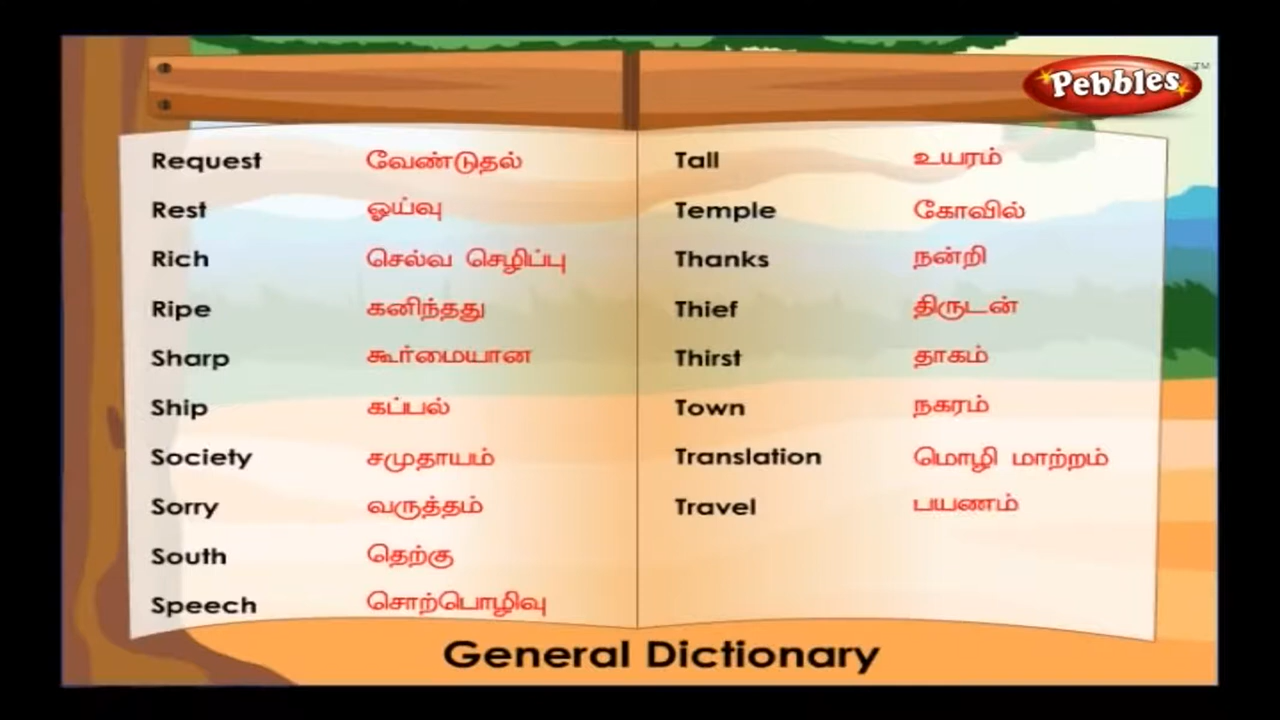 Pebbles TM
Request வேண்டுதல்
Rest ஓய்வு
Rich செல்வ செழிப்பு
Ripe கனிந்தது
Sharp கூர்மையான
Ship கப்பல்
Society சமுதாயம்
Sorry வருத்தம்
South தெற்கு
Speech சொற்பொழிவு
Tall உயரம்
Temple கோவில்
Thanks நன்றி
Thief திருடன்
Thirst தாகம்
Town நகரம்
Translation மொழி மாற்றம்
Travel பயணம்
General Dictionary